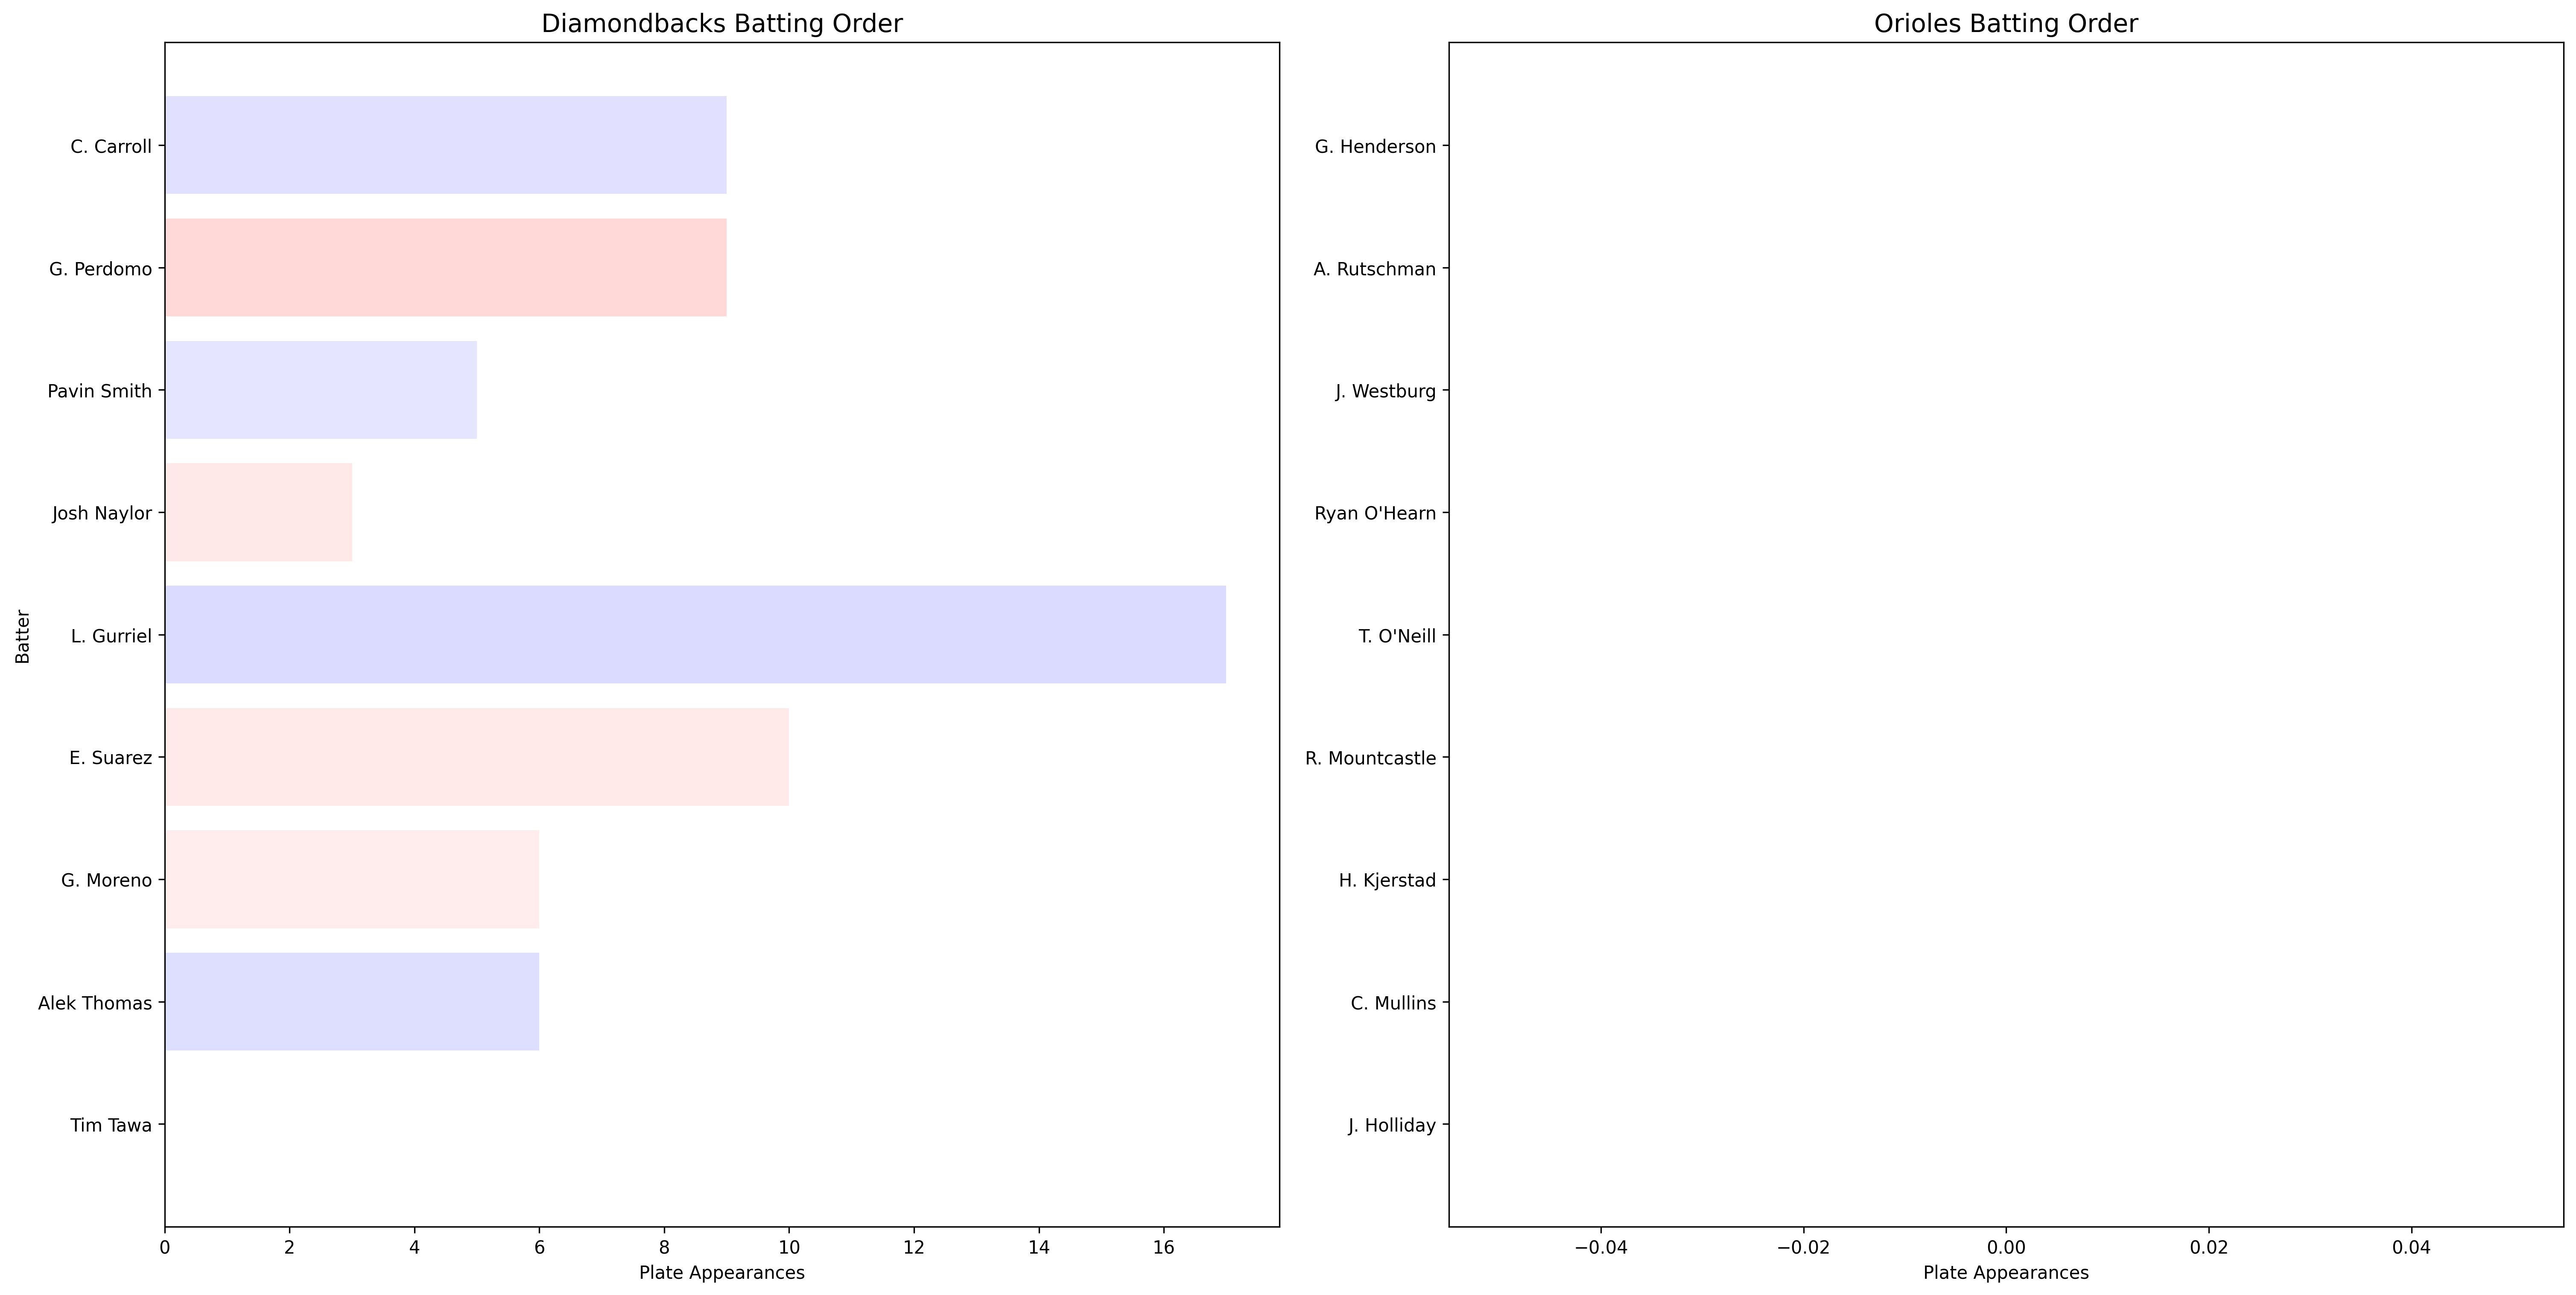 Diamondbacks Batting Order
Batter
C. Carroll
G. Perdomo
Pavin Smith
Josh Naylor
L. Gurriel
E. Suarez
G. Moreno
Alek Thomas
Tim Tawa
0 2 4 6 8 10 12 14 16
Plate Appearances
Orioles Batting Order
G. Henderson
A. Rutschman
J. Westburg
Ryan O'Hearn
T. O'Neill
R. Mountcastle
H. Kjerstad
C. Mullins
J. Holliday
−0.04 −0.02 0.00 0.02 0.04
Plate Appearances